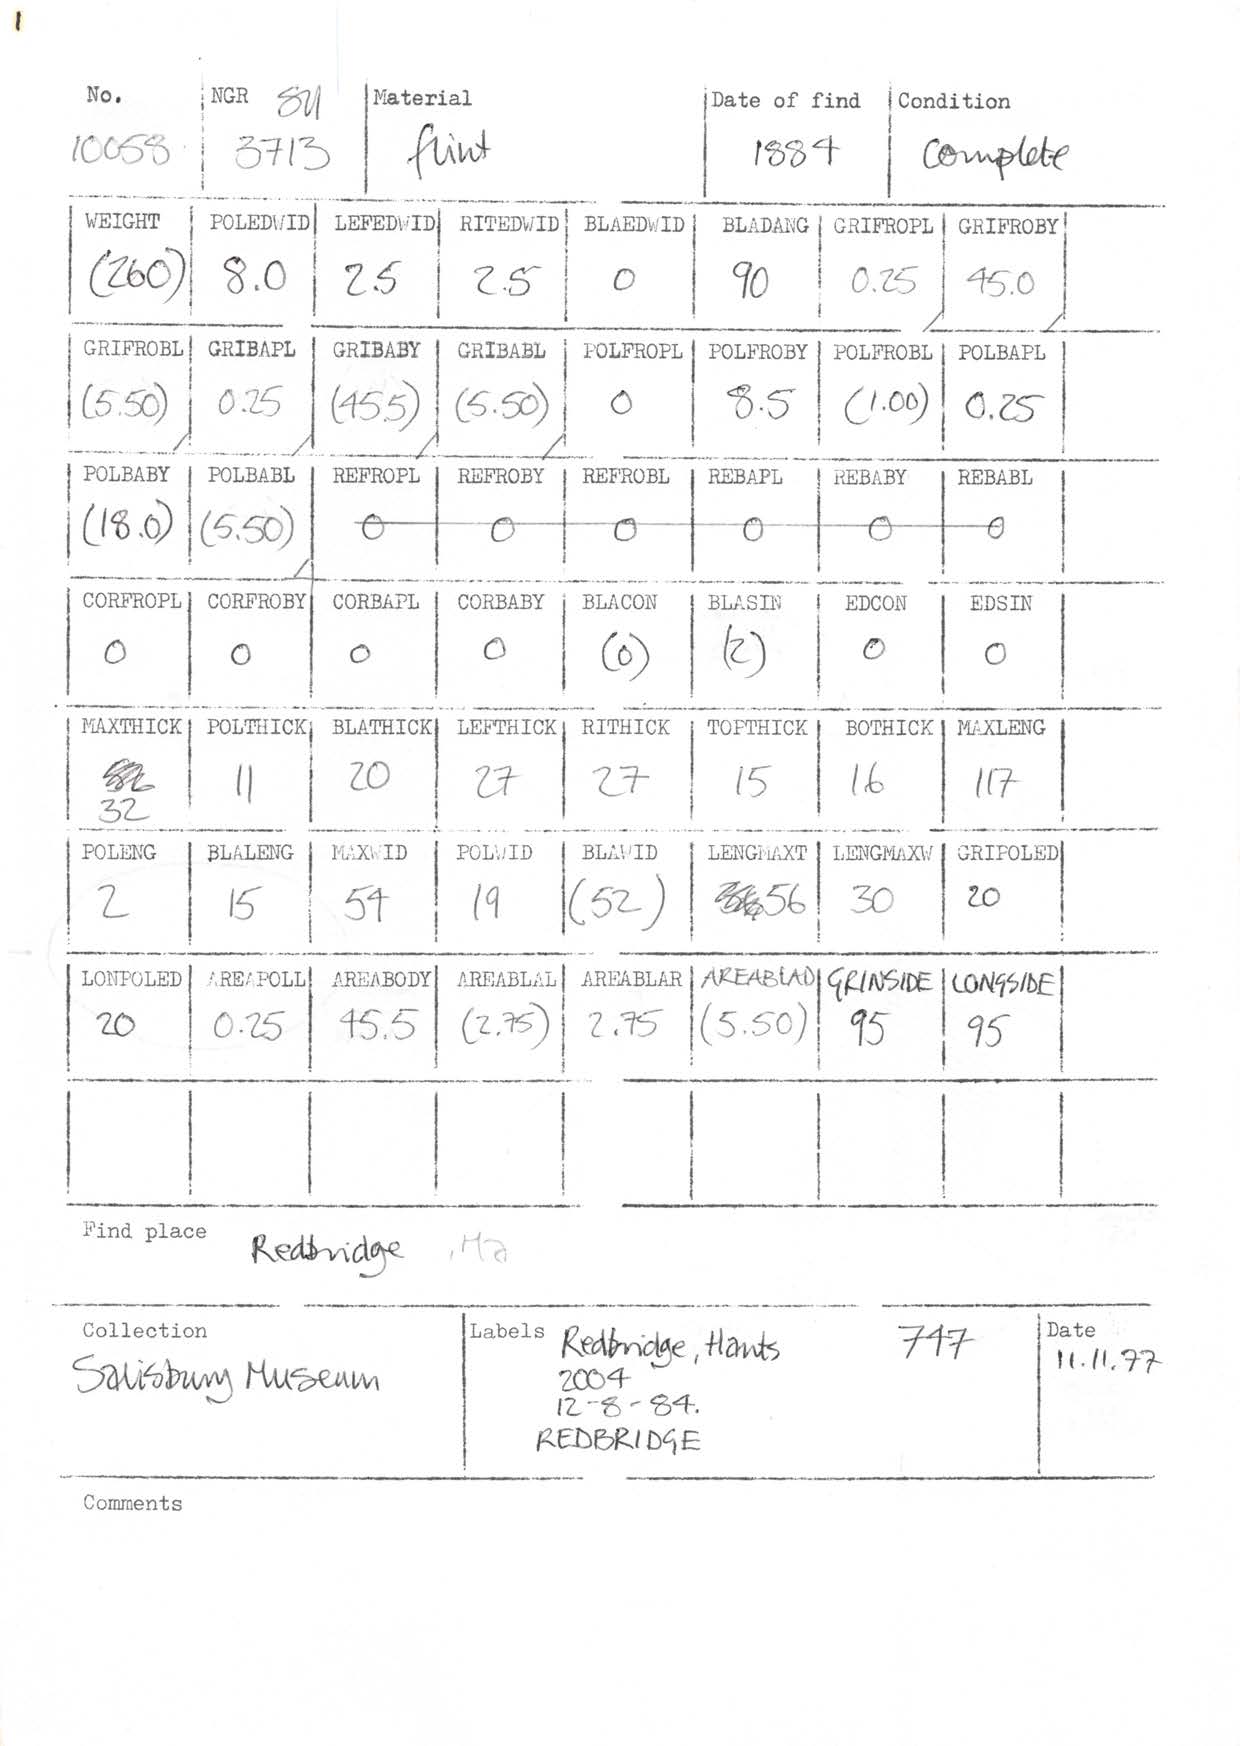 1
No. NGR SU Material Date of find Condition
10058 3713 flint 1884 complete
WEIGHT POLEDWID LEFEDWID RITEDWID BLAEDWID BLADANG GRIFROPL GRIFROBY
(260) 8.0 2.5 2.5 0 90 0.25 45.0
GRIFROBL GRIBAPL GRIBABY GRIBABL POLFROPL POLFROBY POLFROBL POLBAPL
(5.50) 0.25 (45.5) (5.50) 0 8.5 (1.00) 0.25
POLBABY POLBABL REFROPL REFROBY REFROBL REBAPL REBABY REBABL
(18.0) (5.50) 0 0 0 0 0 0
CORFROPL CORFROBY CORBAPL CORBABY BLACON BLASIN EDCON EDSIN
0 0 0 0 (0) (2) 0 0
MAXTHICK POLTHICK BLATHICK LEFTHICK RITHICK TOPTHICK BOTHICK MAXLENG
32 11 20 27 27 15 16 117
POLENG BLALENG MAXWID POLWID BLAWID LENGMAXT LENGMAXW GRIPOLED
2 15 54 19 (52) 56 30 20
LONPOLED AREAPOLL AREABODY AREABLAL AREABLAR AREABLAD GRINSIDE LONGSIDE
20 0.25 45.5 (2.75) 2.75 (5.50) 95 95
Find place
Redbridge , Ha
Collection Labels Redbridge, Hants 747 Date
Salisbury Museum 2004 11.11.77
12-8-84.
REDBRIDGE
Comments